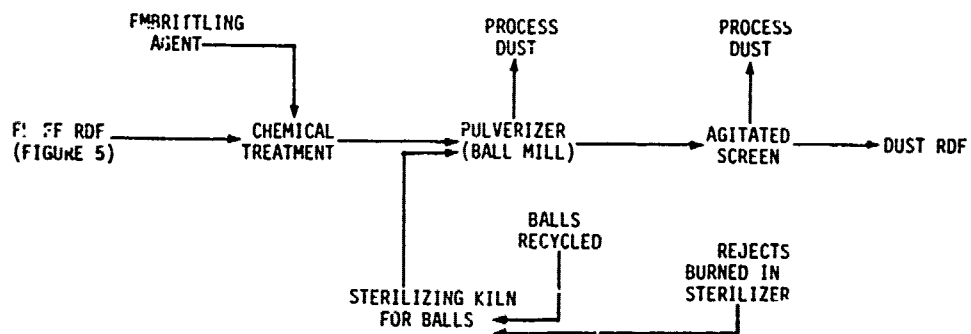 EMBRITTLING
AGENT
PROCESS
DUST
PROCESS
DUST
FLUFF RDF
(FIGURE 5)
CHEMICAL
TREATMENT
PULVERIZER
(BALL MILL)
AGITATED
SCREEN
DUST RDF
BALLS
RECYCLED
REJECTS
BURNED IN
STERILIZER
STERILIZING KILN
FOR BALLS